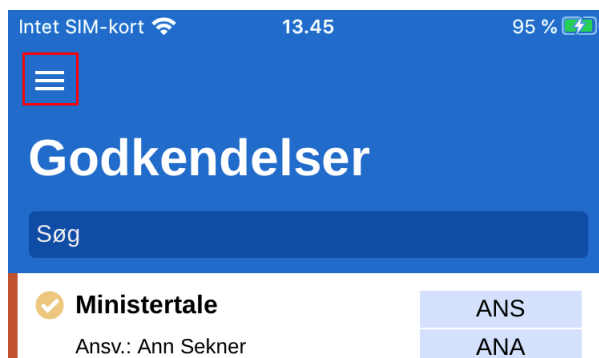 Intet SIM-kort 13.45 95 %
Godkendelser
Søg
Ministertale ANS
Ansv.: Ann Sekner ANA